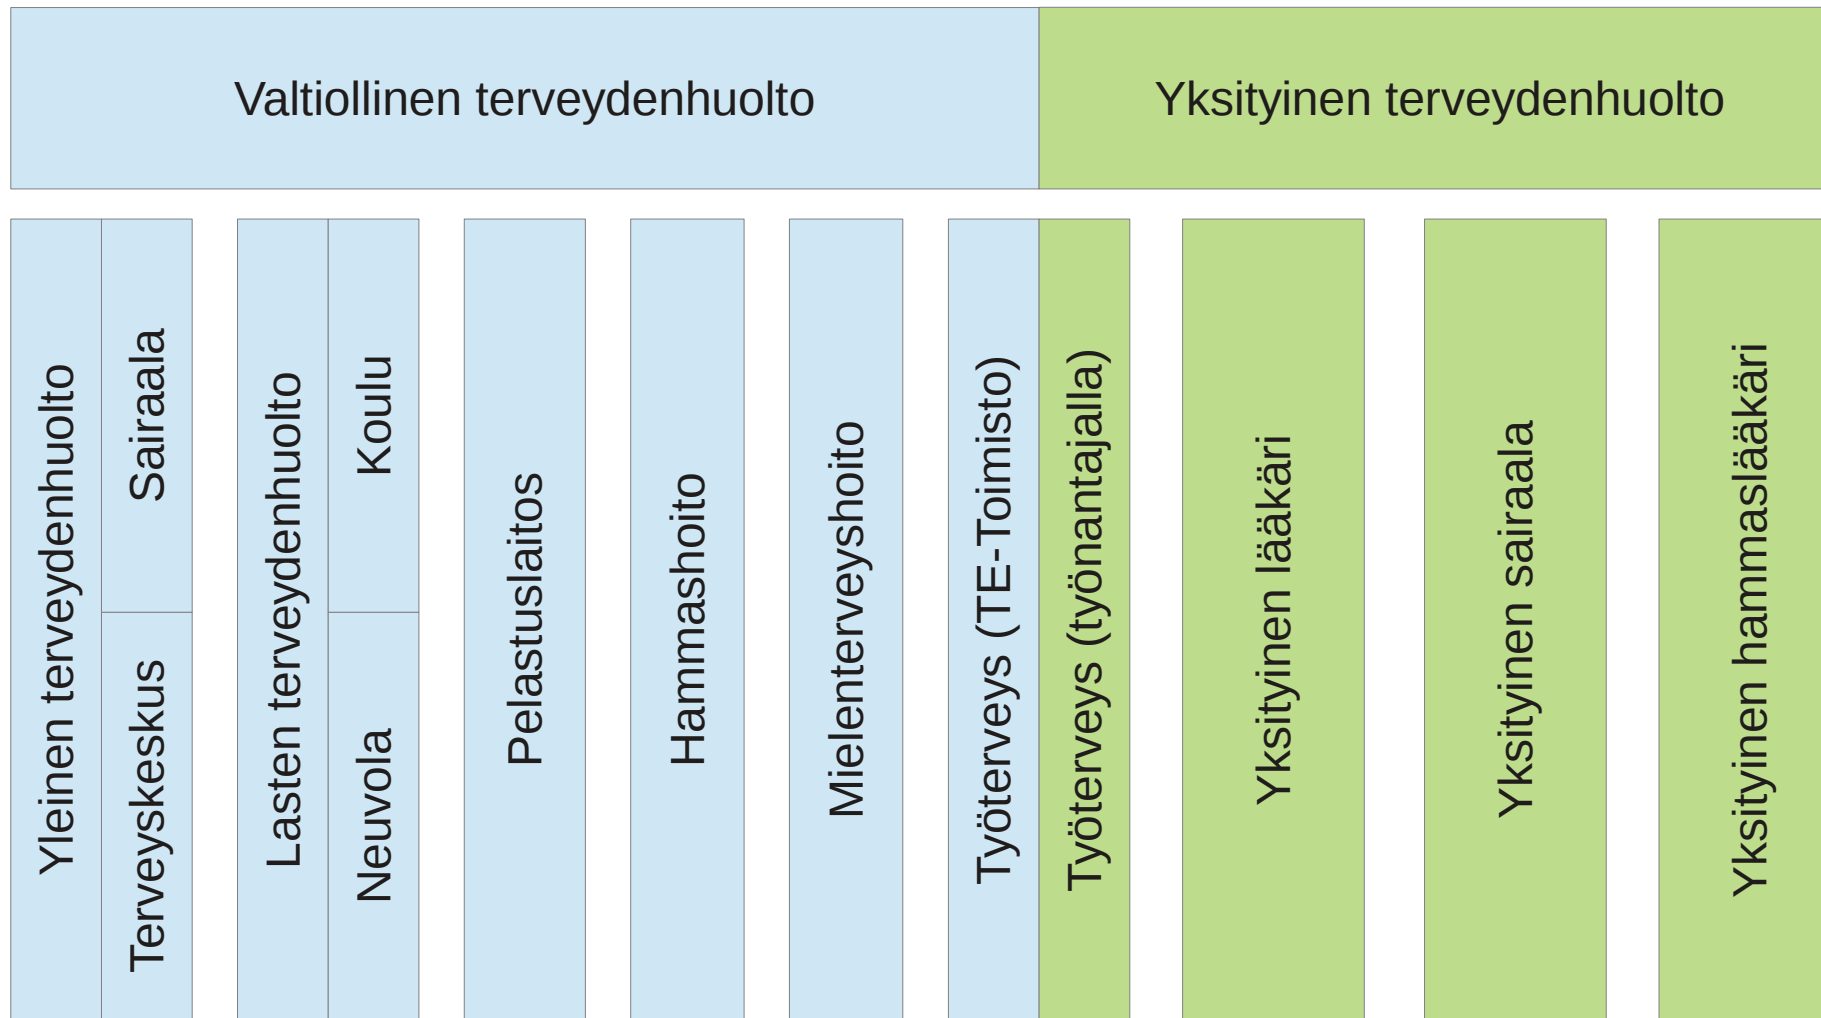 Valtiollinen terveydenhuolto
Yksityinen terveydenhuolto
Yleinen terveydenhuolto
Sairaala
Terveyskeskus
Lasten terveydenhuolto
Koulu
Neuvola
Pelastuslaitos
Hammashoito
Mielenterveyshoito
Työterveys (TE-Toimisto)
Työterveys (työnantajalla)
Yksityinen lääkäri
Yksityinen sairaala
Yksityinen hammaslääkäri